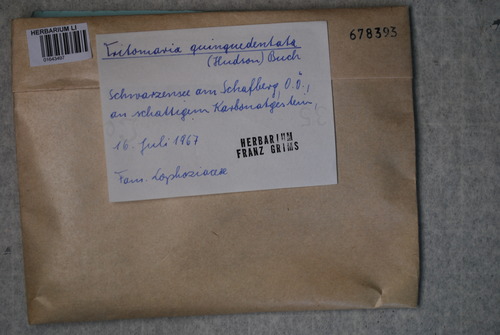 HERBARIUM LI
678393
Tritomaria quinquedentata
(Hudson) Buch
Schwarzensee am Schafberg, O.Ö.;
an schattigem Karbonatgestein;
16. Juli 1967
HERBARIUM
FRANZ GRIMS
Fam. Lophoziaceae